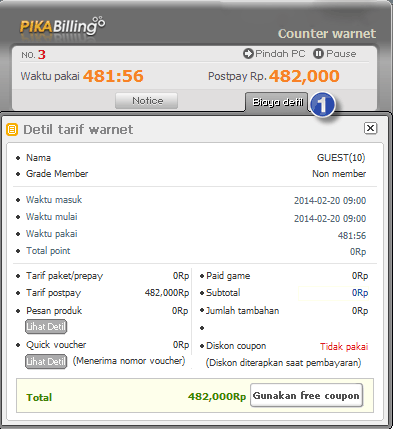 PIKABilling
Counter warnet
NO. 3
Pindah PC Pause
Waktu pakai 481:56 Postpay Rp. 482,000
Notice Biaya detil 1
Detil tarif warnet
Nama GUEST(10)
Grade Member Non member
Waktu masuk 2014-02-20 09:00
Waktu mulai 2014-02-20 09:00
Waktu pakai 481:56
Total point 0Rp
Tarif paket/prepay 0Rp Paid game 0Rp
Tarif postpay 482,000Rp Subtotal 0Rp
Pesan produk 0Rp Jumlah tambahan 0Rp
Lihat Detil
Quick voucher 0Rp Diskon coupon Tidak pakai
Lihat Detil (Menerima nomor voucher) (Diskon diterapkan saat pembayaran)
Total 482,000Rp Gunakan free coupon